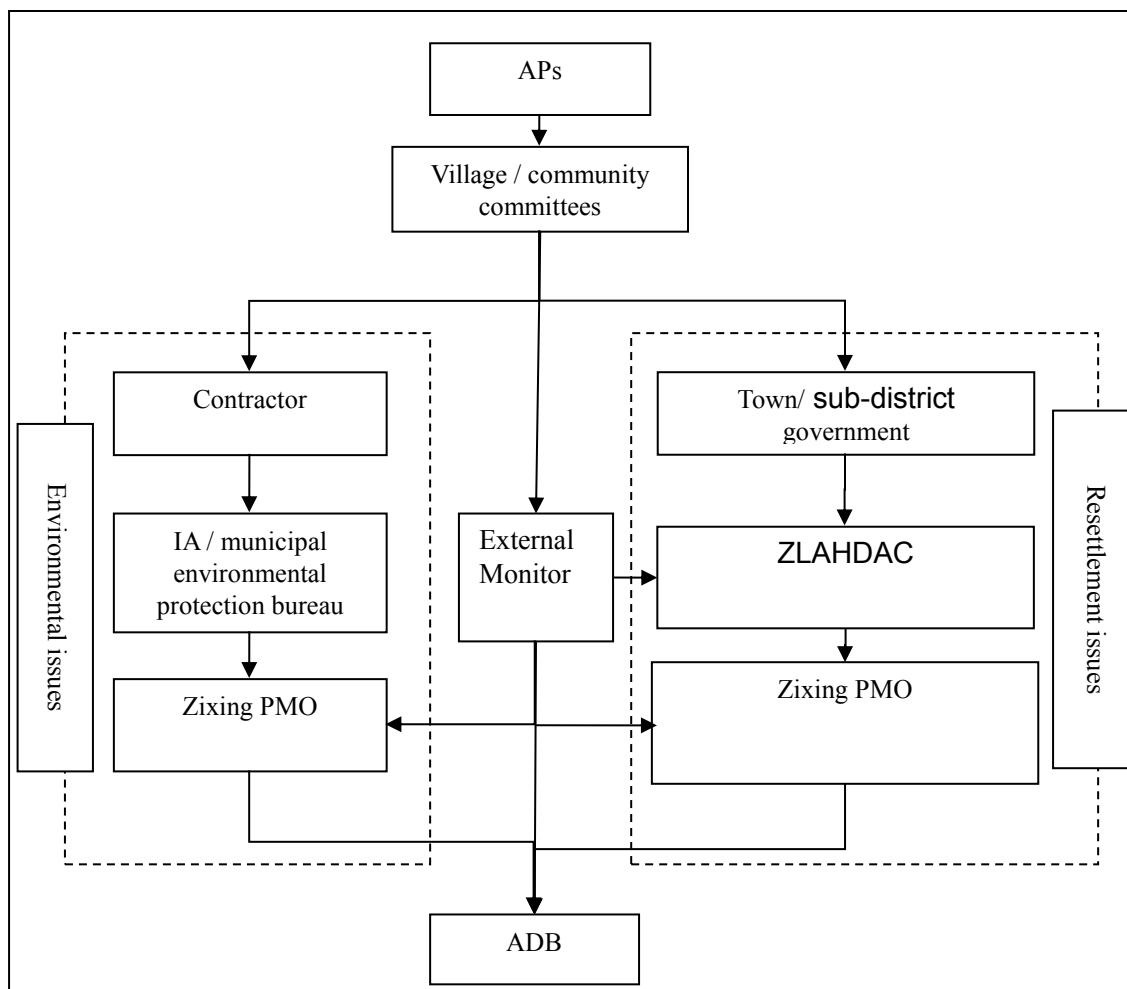 APs
Village / community
committees
Environmental issues
Contractor
IA / municipal
environmental
protection bureau
Zixing PMO
External
Monitor
Town/ sub-district
government
ZLAHDAC
Zixing PMO
Resettlement issues
ADB